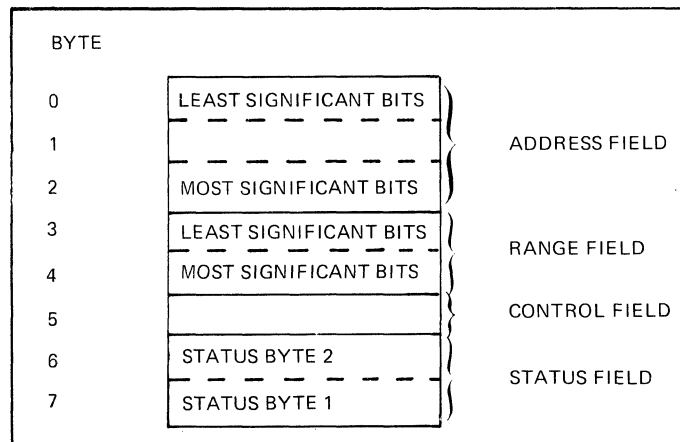 BYTE
0 LEAST SIGNIFICANT BITS
1 ADDRESS FIELD
2 MOST SIGNIFICANT BITS
3 LEAST SIGNIFICANT BITS
RANGE FIELD
4 MOST SIGNIFICANT BITS
5 CONTROL FIELD
6 STATUS BYTE 2
STATUS FIELD
7 STATUS BYTE 1